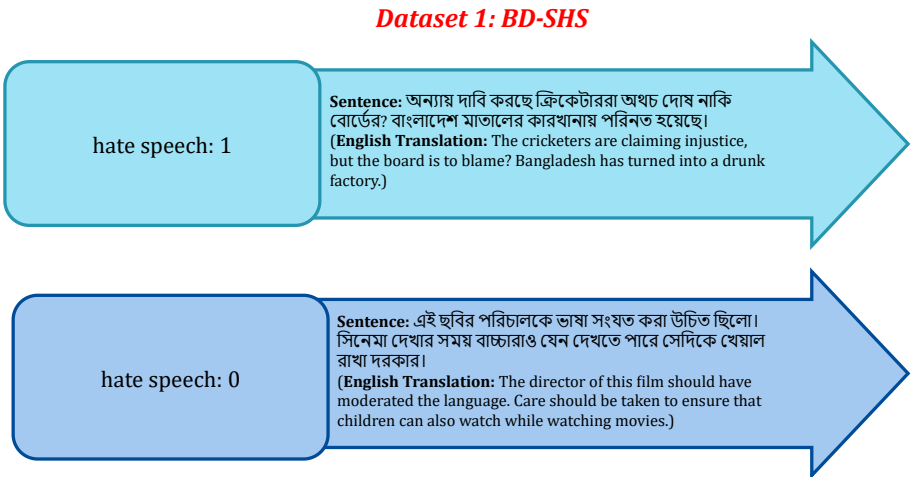 Dataset 1: BD-SHS
hate speech: 1
Sentence: অন্যায় দাবি করছে ক্রিকেটাররা অথচ দোষ নাকি
বোর্ডের? বাংলাদেশ মাতালের কারখানায় পরিনত হয়েছে।
(English Translation: The cricketers are claiming injustice,
but the board is to blame? Bangladesh has turned into a drunk
factory.)
hate speech: 0
Sentence: এই ছবির পরিচালকে ভাষা সংযত করা উচিত ছিলো।
সিনেমা দেখার সময় বাচ্চারাও যেন দেখতে পারে সেদিকে খেয়াল
রাখা দরকার।
(English Translation: The director of this film should have
moderated the language. Care should be taken to ensure that
children can also watch while watching movies.)